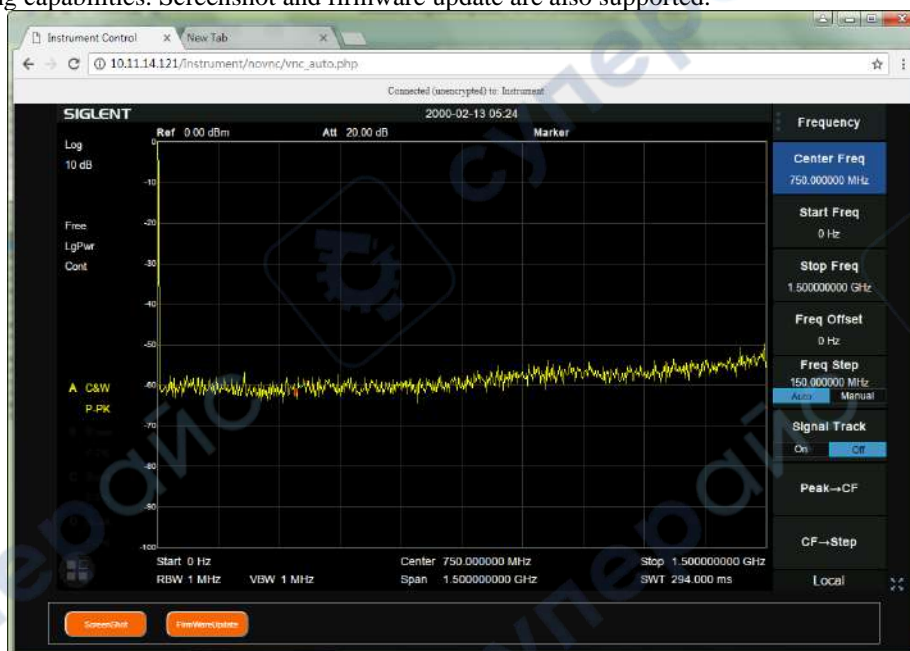 ng capabilities. Screenshot and firmware update are also supported.
Instrument Control
New Tab
10.11.14.121/instrument/novnc/vnc_auto.php
Connected (unencrypted) to: Instrument
SIGLENT
2000-02-13 05:24
Ref 0.00 dBm
Att 20.00 dB
Marker
Log
10 dB
Free
LgPwr
Cont
A C&W
P-PK
0
-10
-20
-30
-40
-50
-60
-70
-80
-90
-100
Start 0 Hz
Center 750.000000 MHz
Stop 1.500000000 GHz
RBW 1 MHz
VBW 1 MHz
Span 1.500000000 GHz
SWT 294.000 ms
Frequency
Center Freq
750.000000 MHz
Start Freq
0 Hz
Stop Freq
1.500000000 GHz
Freq Offset
0 Hz
Freq Step
150.000000 MHz
Auto Manual
Signal Track
On Off
Peak→CF
CF→Step
Local
ScreenShot
FirmWareUpdate
суперайс